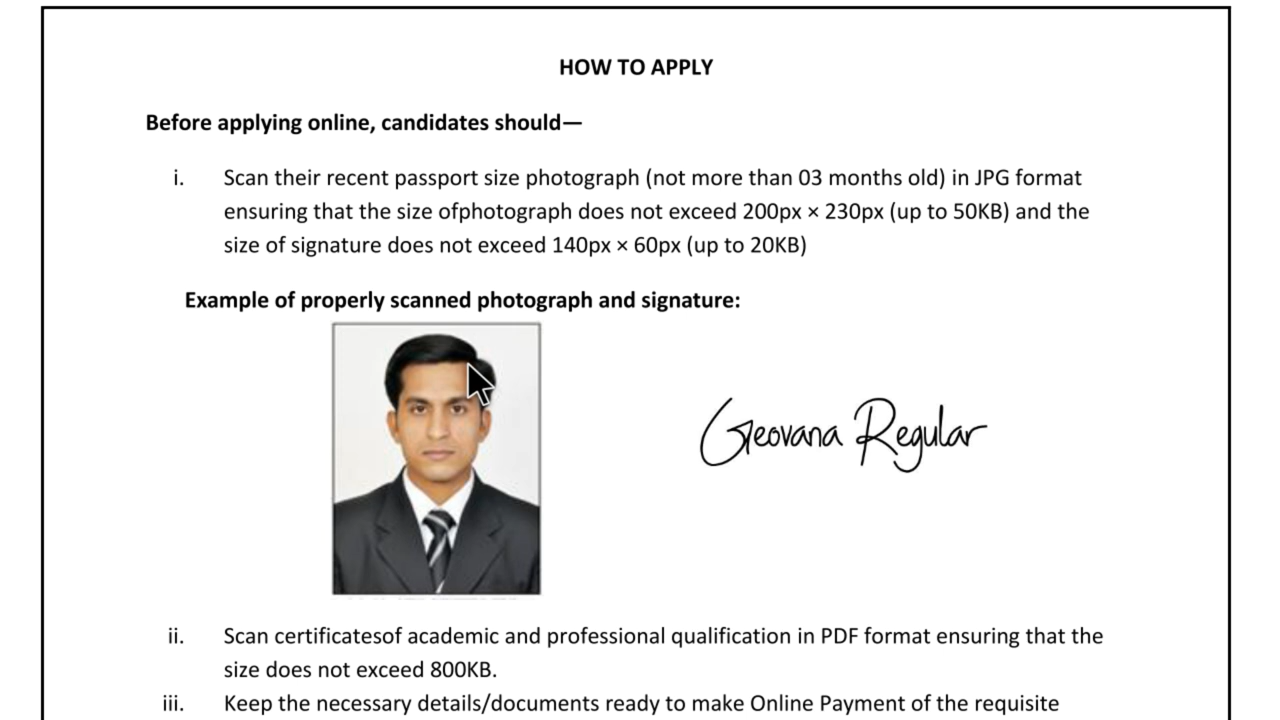 HOW TO APPLY
Before applying online, candidates should—
i. Scan their recent passport size photograph (not more than 03 months old) in JPG format
ensuring that the size ofphotograph does not exceed 200px × 230px (up to 50KB) and the
size of signature does not exceed 140px × 60px (up to 20KB)
Example of properly scanned photograph and signature:
Geovana Regular
ii. Scan certificatesof academic and professional qualification in PDF format ensuring that the
size does not exceed 800KB.
iii. Keep the necessary details/documents ready to make Online Payment of the requisite